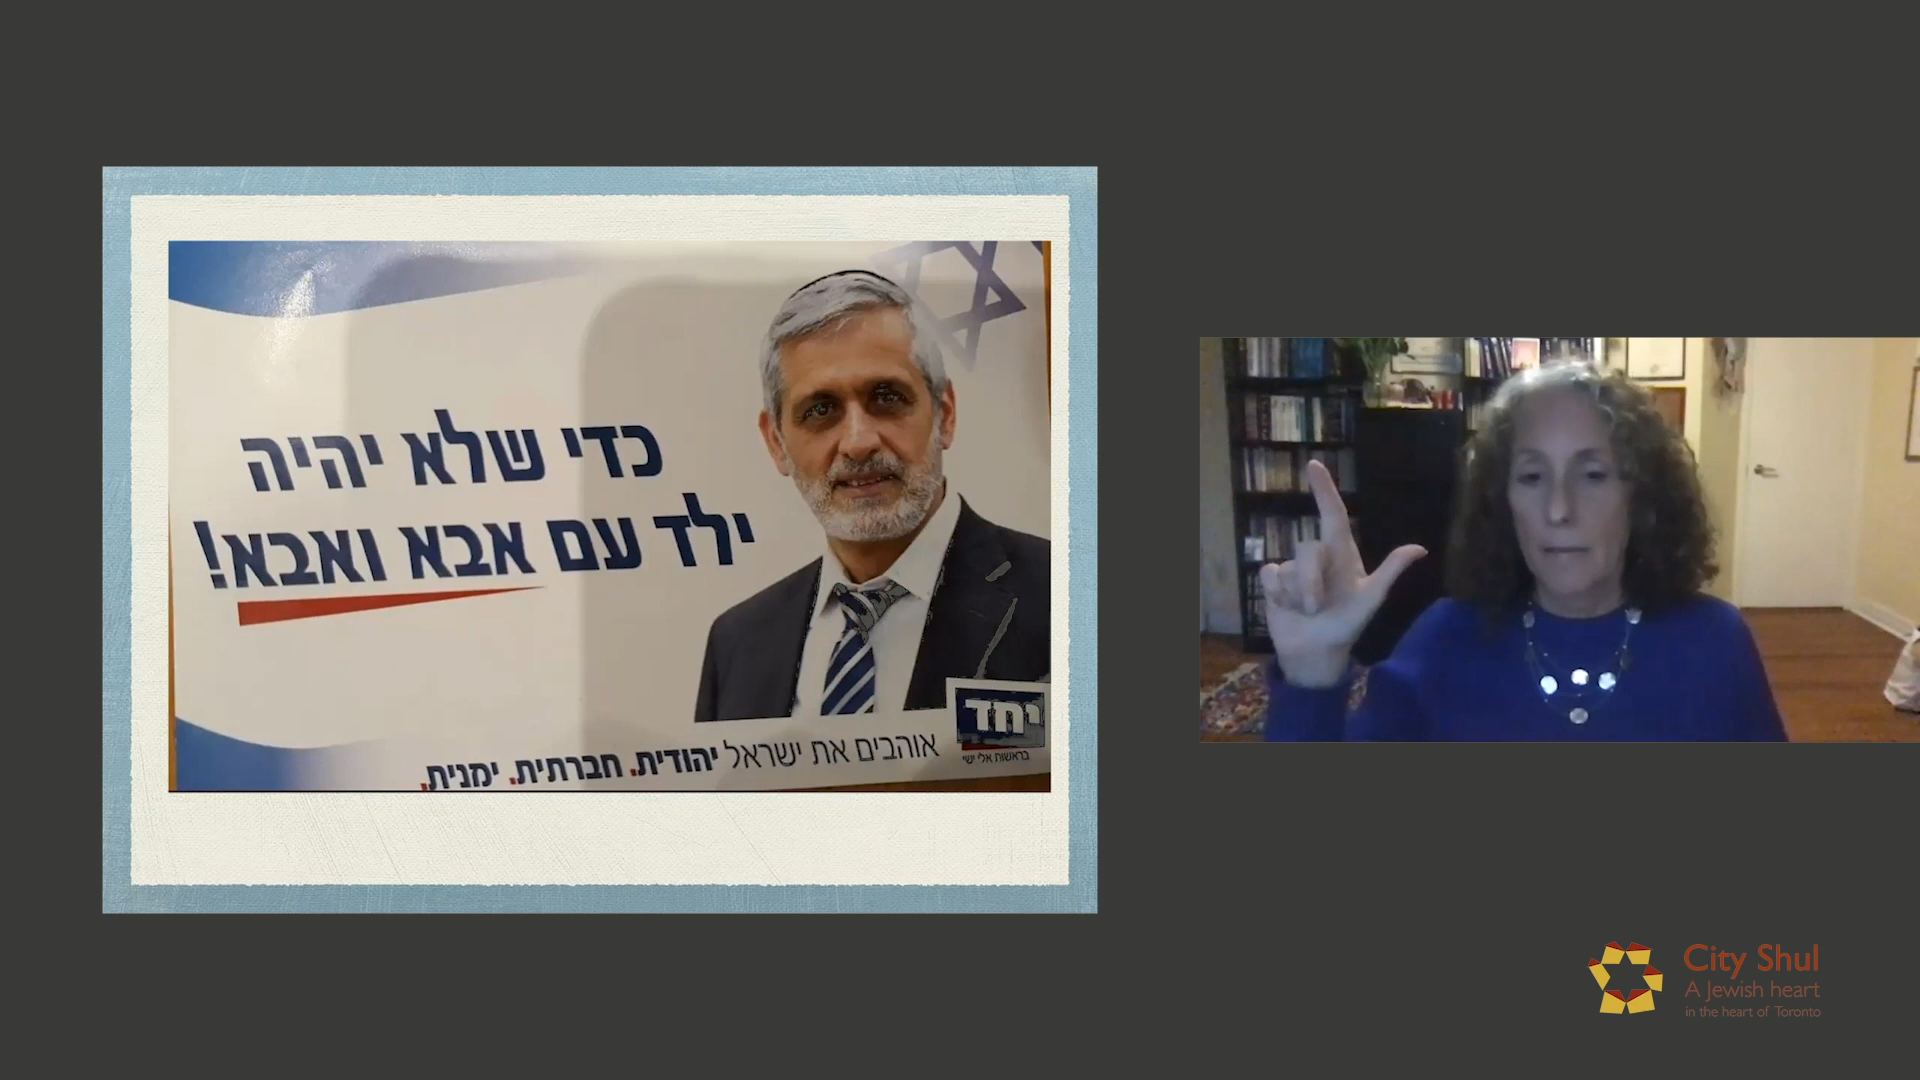 כדי שלא יהיה
ילד עם אבא ואבא!
יחד
בראשות אלי ישי
אוהבים את ישראל יהודית. חברתית. ימנית.
City Shul
A Jewish heart
in the heart of Toronto